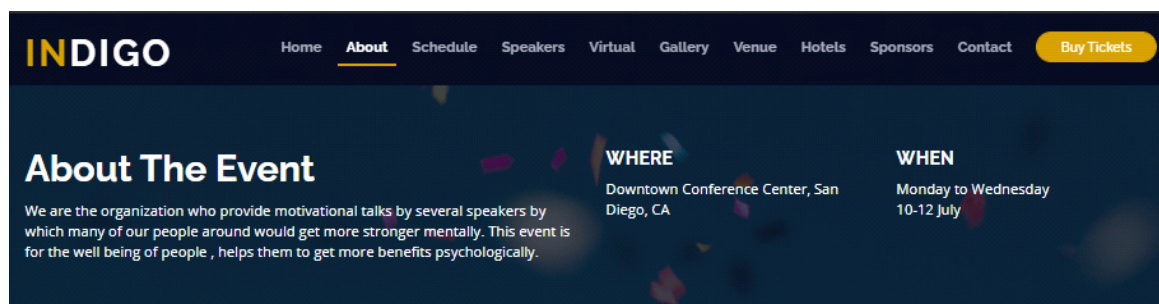 INDIGO
Home About Schedule Speakers Virtual Gallery Venue Hotels Sponsors Contact Buy Tickets
About The Event
We are the organization who provide motivational talks by several speakers by
which many of our people around would get more stronger mentally. This event is
for the well being of people , helps them to get more benefits psychologically.
WHERE
Downtown Conference Center, San
Diego, CA
WHEN
Monday to Wednesday
10-12 July